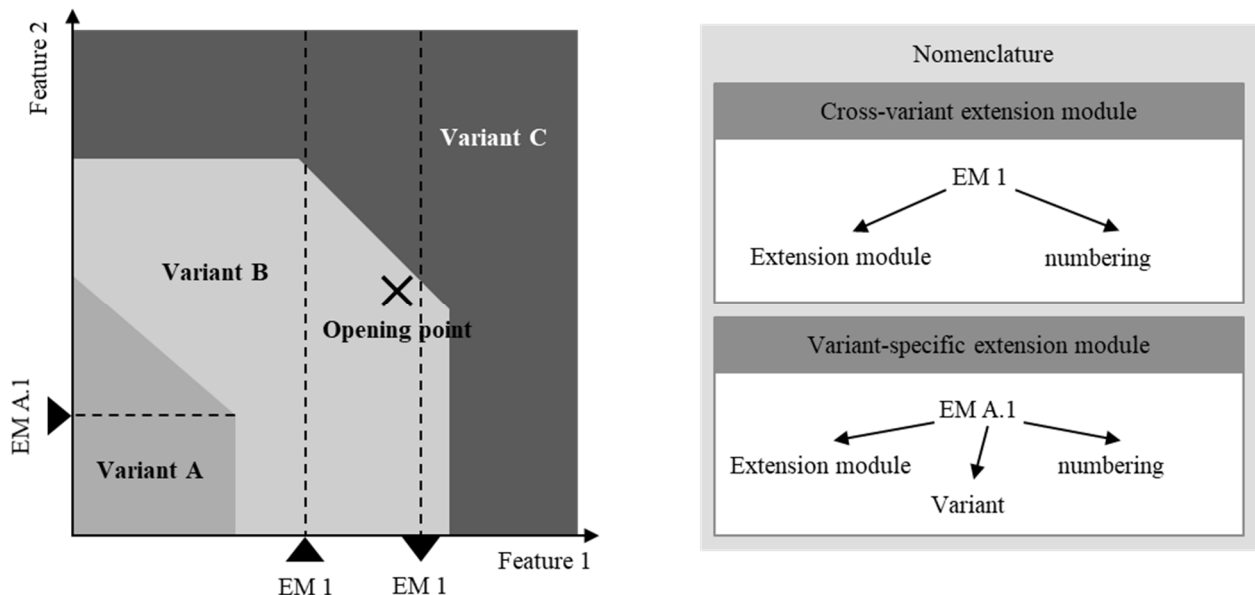 Feature 2
Variant C
Variant B
Opening point
EM A.1
Variant A
Feature 1
EM 1
EM 1
Nomenclature
Cross-variant extension module
EM 1
Extension module
numbering
Variant-specific extension module
EM A.1
Extension module
numbering
Variant